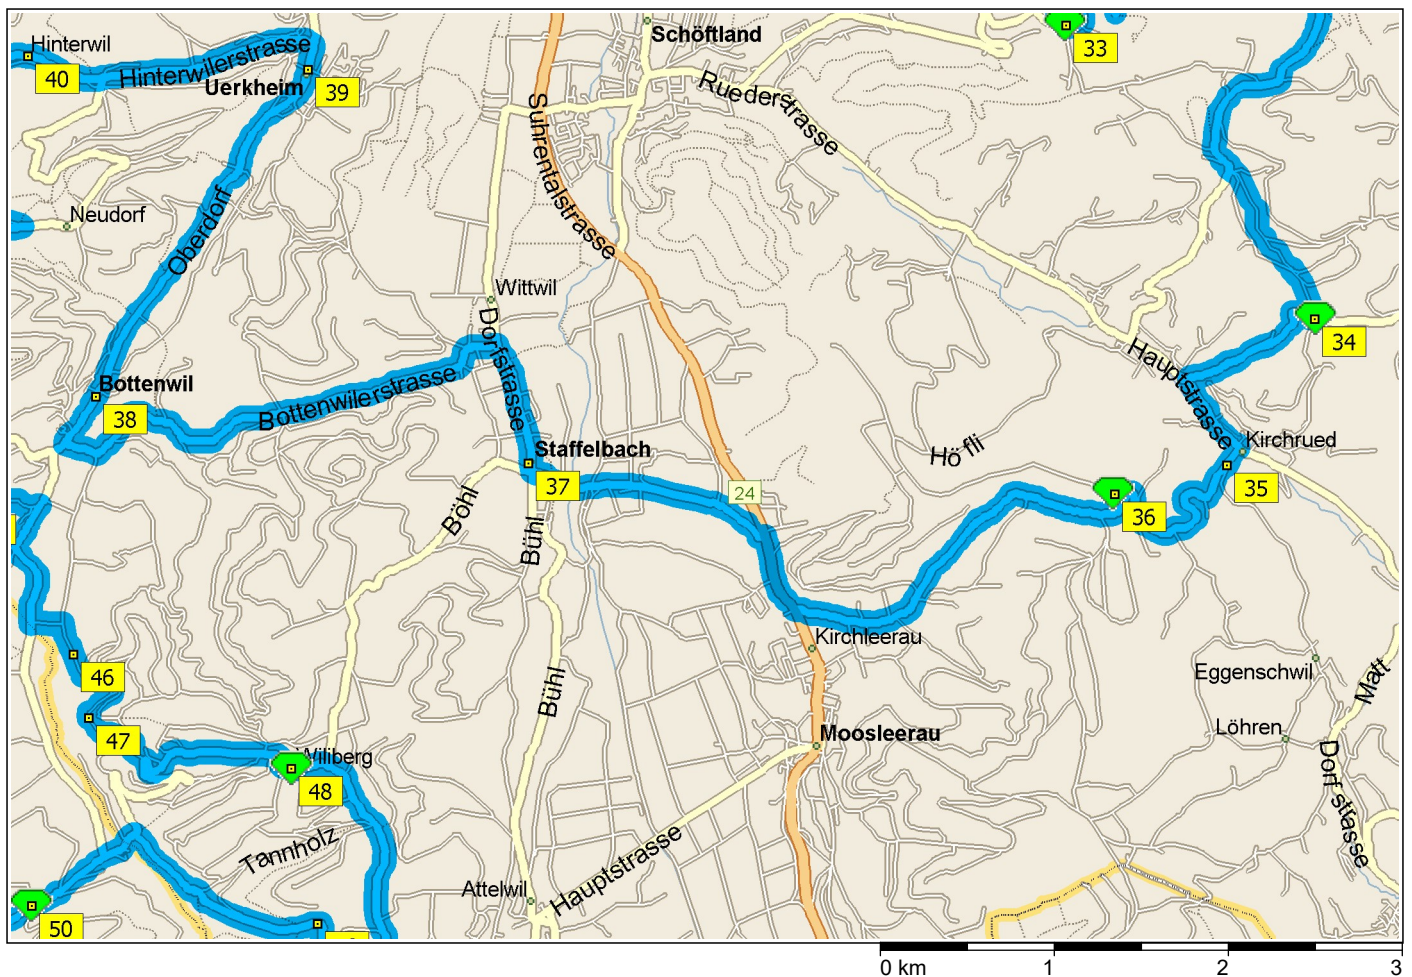 Hinterwil
40
Hinterwilerstrasse
Uerkheim
39
Schöftland
33
Ruederstrasse
Suhrentalstrasse
Neudorf
Oberdorf
Wittwil
Dorfstrasse
34
Hauptstrasse
Bottenwil
38
Bottenwilerstrasse
Staffelbach
37
Höfli
Kirchrued
35
24
36
Böhl
Bühl
Kirchleerau
46
Bühl
Eggenschwil
Matt
47
Löhren
Moosleerau
Wiliberg
48
Dorfstrasse
Tannholz
Hauptstrasse
Attelwil
50
0 km
1
2
3